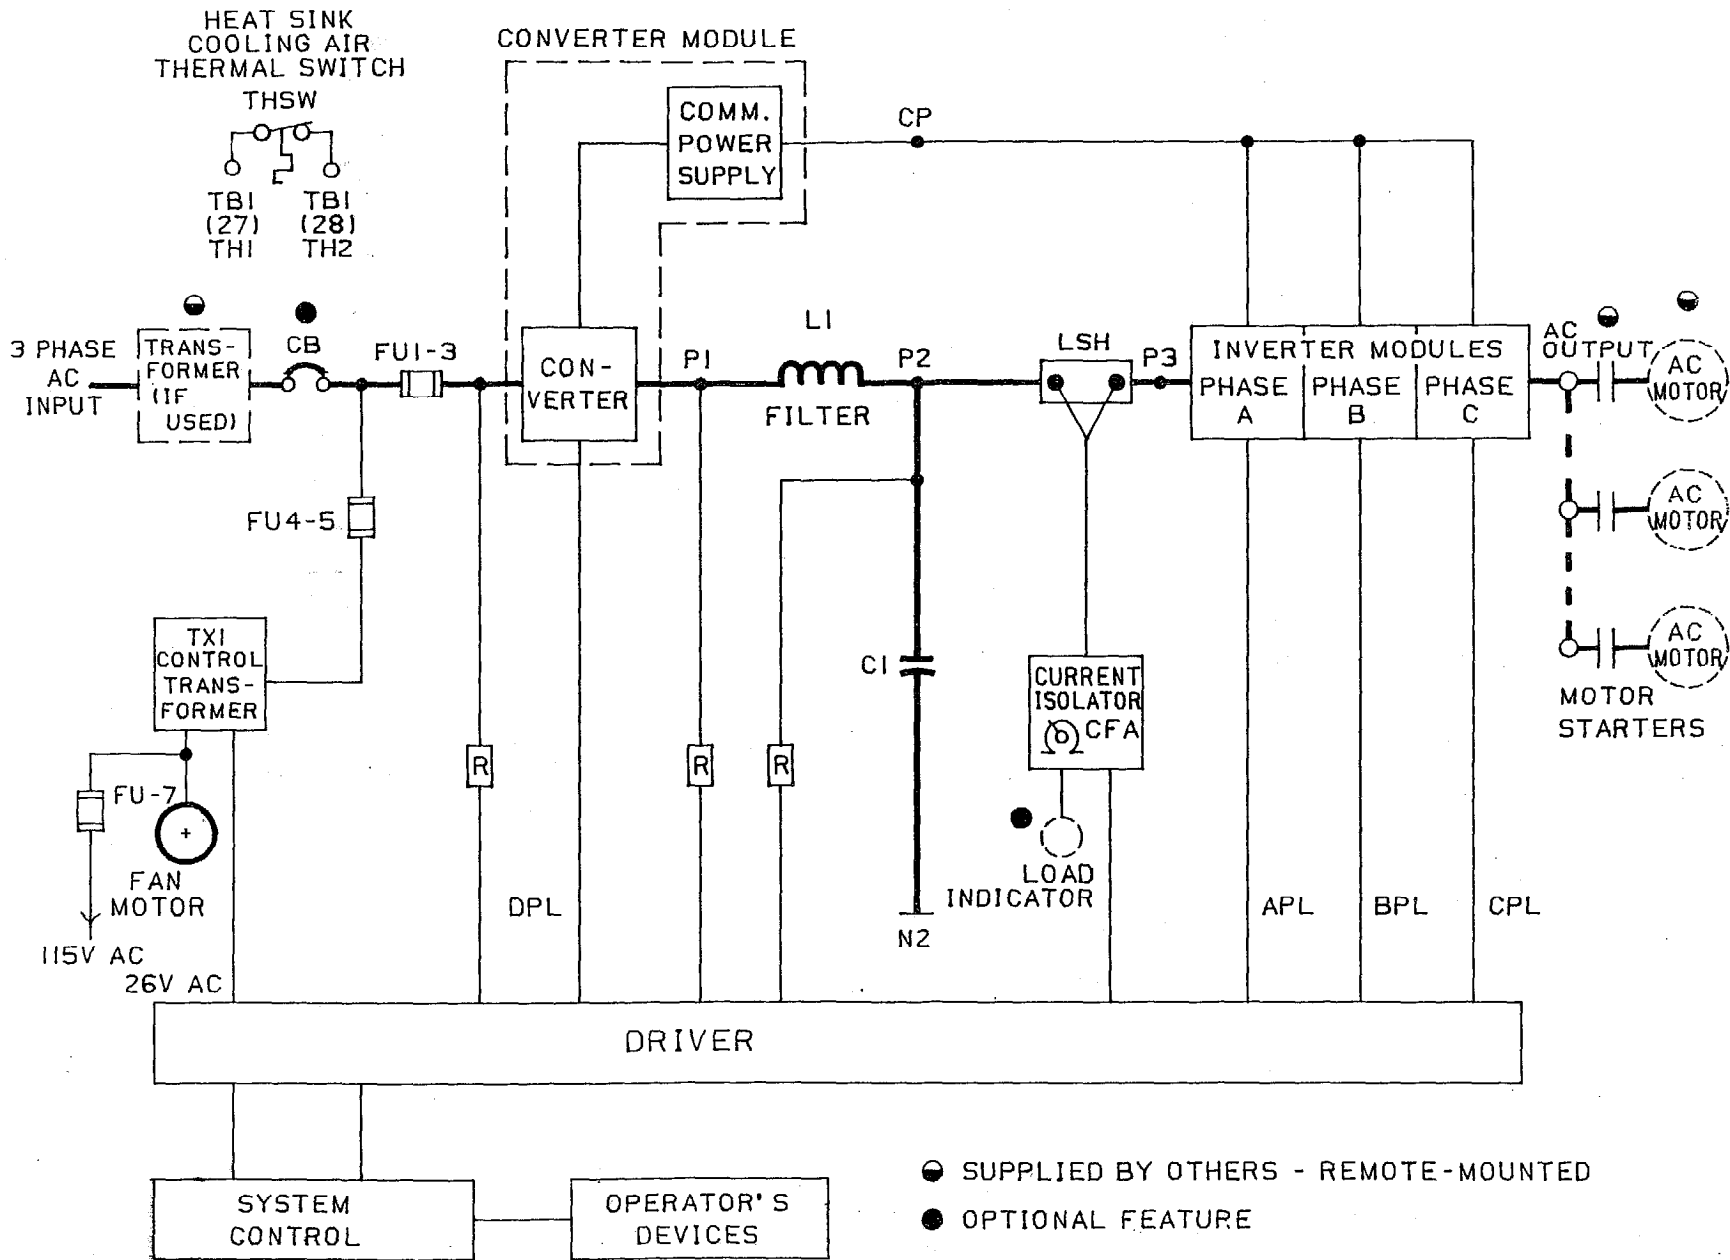 HEAT SINK
COOLING AIR
THERMAL SWITCH
THSW
TB1
(27)
TH1
TB1
(28)
TH2
CONVERTER MODULE
COMM.
POWER
SUPPLY
CP
3 PHASE
AC
INPUT
TRANS-
FORMER
(IF
USED)
CB
FU1-3
CON-
VERTER
P1
L1
FILTER
P2
LSH
P3
INVERTER MODULES
PHASE
A
PHASE
B
PHASE
C
AC
OUTPUT
AC
MOTOR
AC
MOTOR
AC
MOTOR
MOTOR
STARTERS
FU4-5
TX1
CONTROL
TRANS-
FORMER
FU-7
+
FAN
MOTOR
115V AC
26V AC
R
R
R
C1
N2
CURRENT
ISOLATOR
CFA
LOAD
INDICATOR
DPL
APL
BPL
CPL
DRIVER
SYSTEM
CONTROL
OPERATOR'S
DEVICES
SUPPLIED BY OTHERS - REMOTE-MOUNTED
OPTIONAL FEATURE